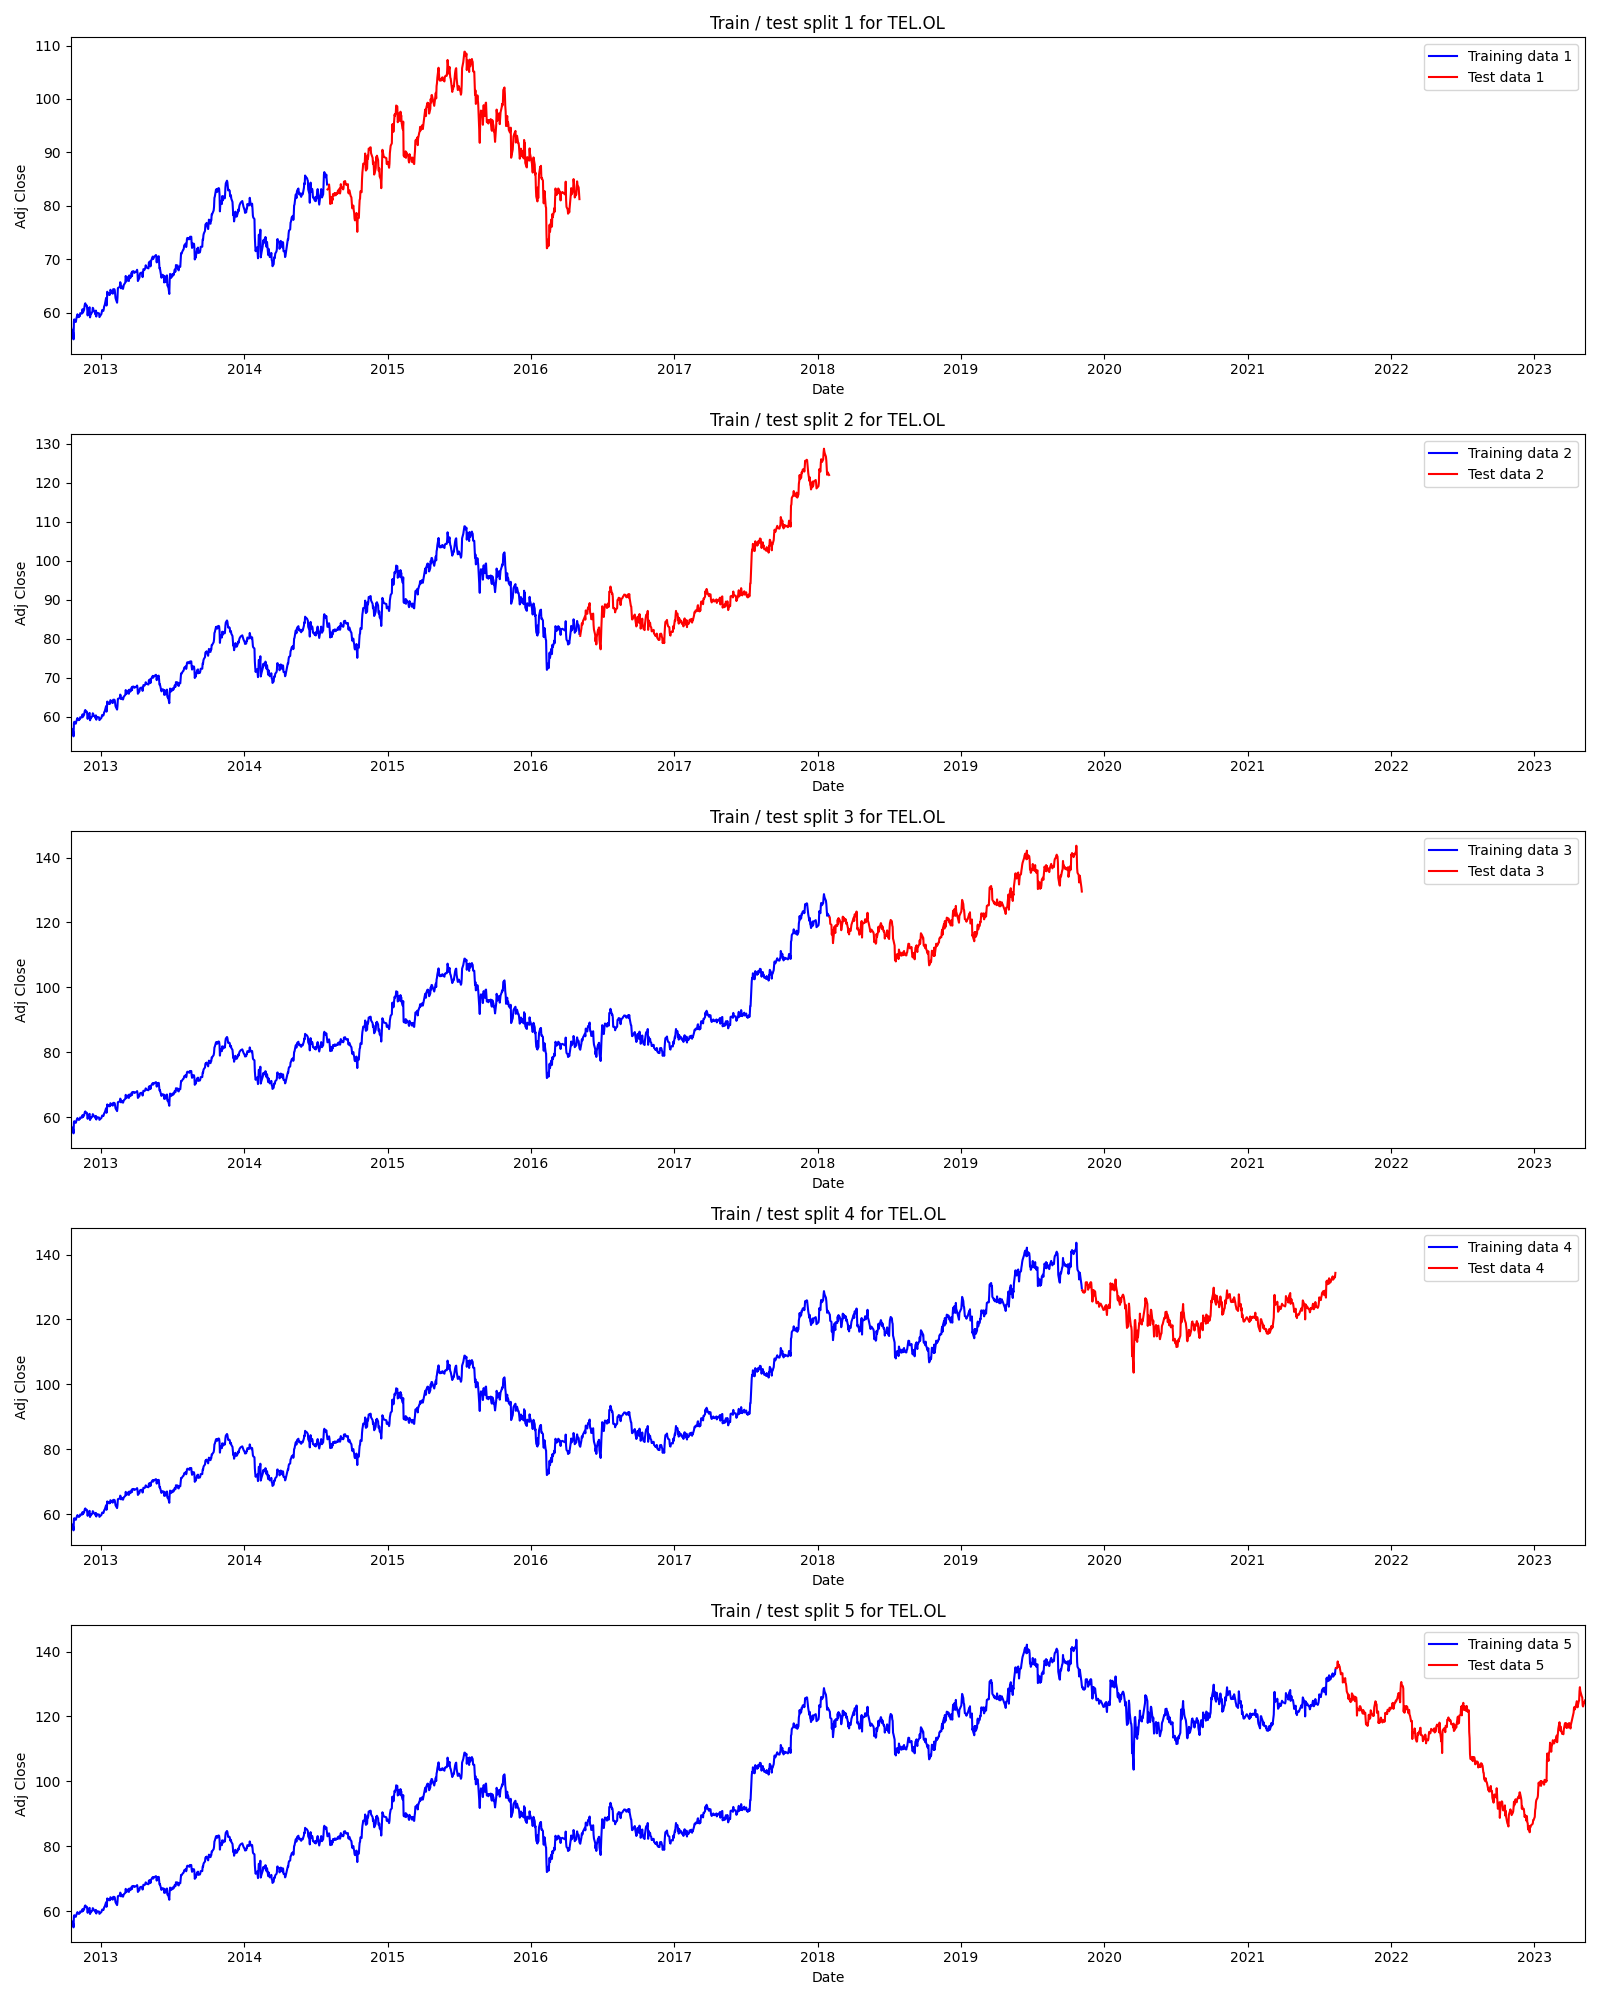 Train / test split 1 for TEL.OL
110
100
90
80
70
60
Adj Close
Training data 1
Test data 1
2013 2014 2015 2016 2017 2018 2019 2020 2021 2022 2023
Date
Train / test split 2 for TEL.OL
130
120
110
100
90
80
70
60
Adj Close
Training data 2
Test data 2
2013 2014 2015 2016 2017 2018 2019 2020 2021 2022 2023
Date
Train / test split 3 for TEL.OL
140
120
100
80
60
Adj Close
Training data 3
Test data 3
2013 2014 2015 2016 2017 2018 2019 2020 2021 2022 2023
Date
Train / test split 4 for TEL.OL
140
120
100
80
60
Adj Close
Training data 4
Test data 4
2013 2014 2015 2016 2017 2018 2019 2020 2021 2022 2023
Date
Train / test split 5 for TEL.OL
140
120
100
80
60
Adj Close
Training data 5
Test data 5
2013 2014 2015 2016 2017 2018 2019 2020 2021 2022 2023
Date